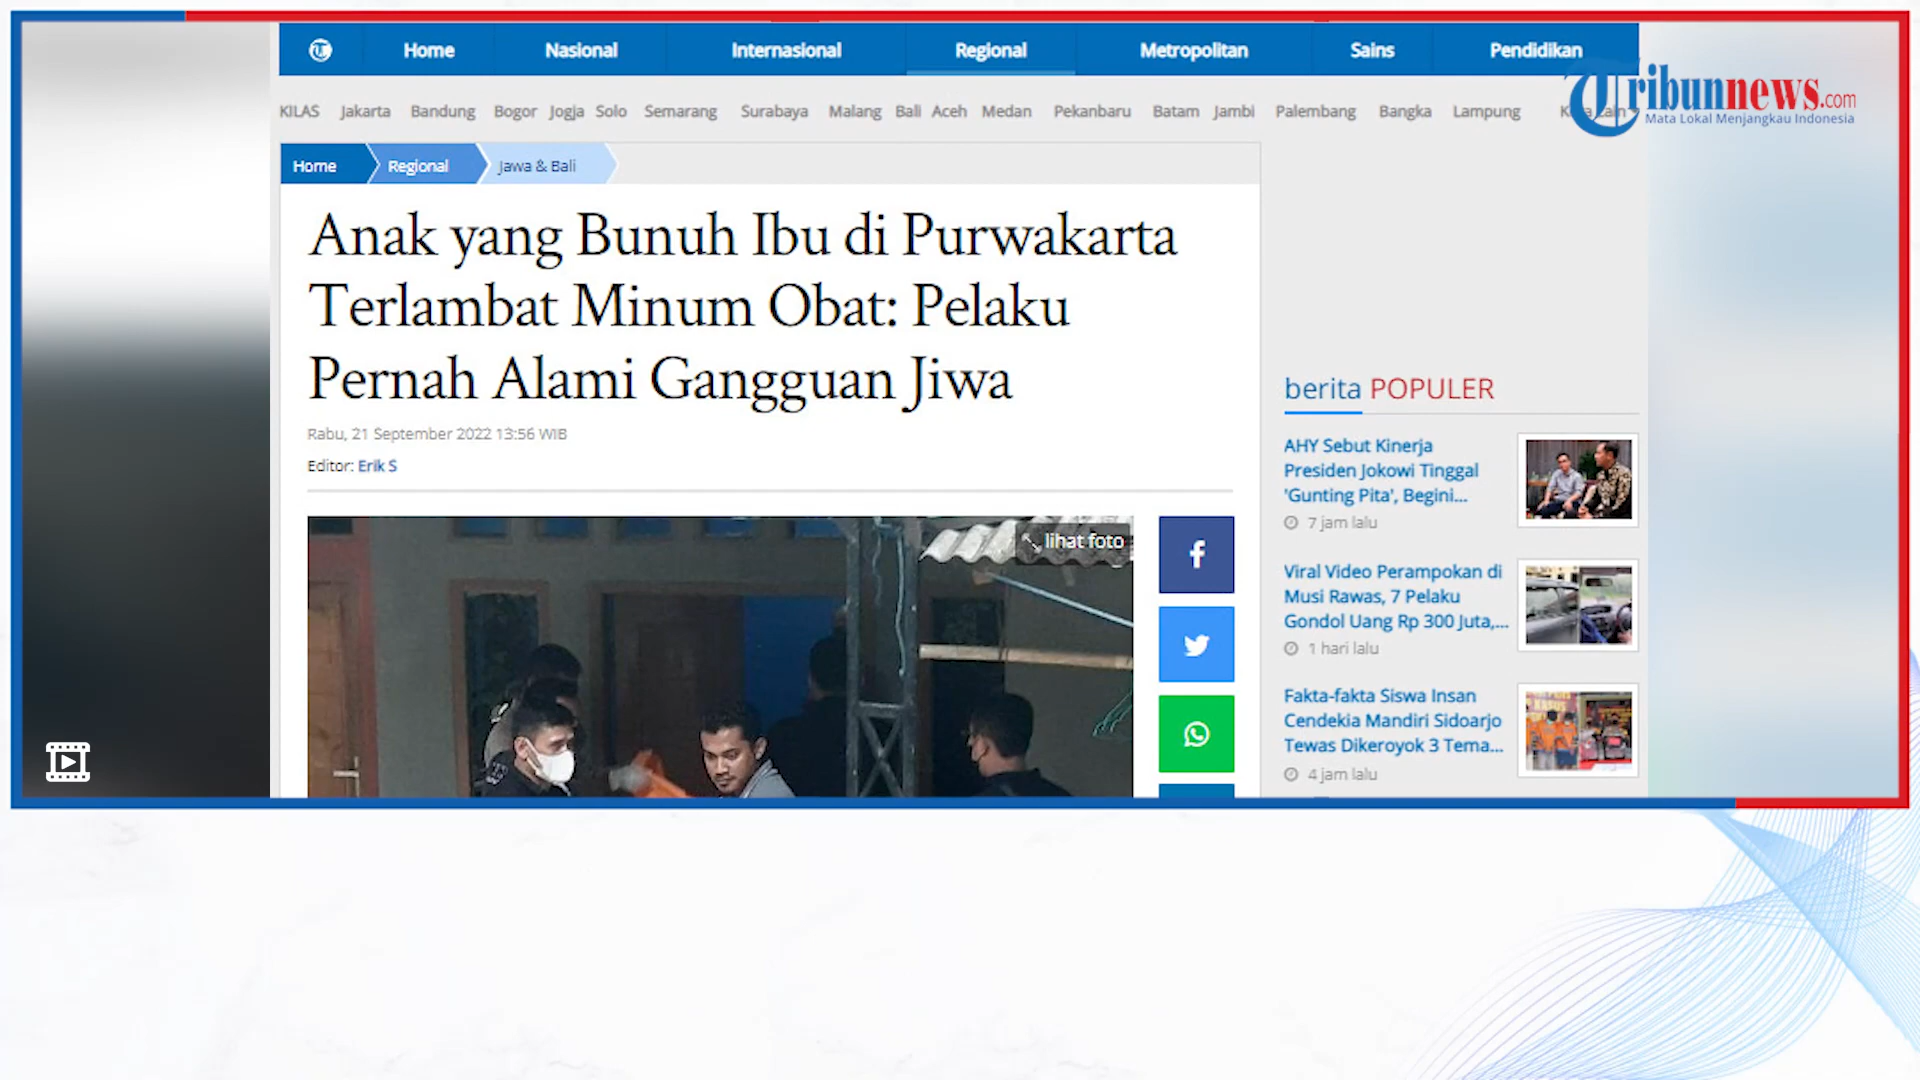 Home Nasional Internasional Regional Metropolitan Sains Pendidikan
Tribunnews.com
Mata Lokal Menjangkau Indonesia
KILAS Jakarta Bandung Bogor Jogja Solo Semarang Surabaya Malang Bali Aceh Medan Pekanbaru Batam Jambi Palembang Bangka Lampung
Home Regional Jawa & Bali
Anak yang Bunuh Ibu di Purwakarta
Terlambat Minum Obat: Pelaku
Pernah Alami Gangguan Jiwa
Rabu, 21 September 2022 13:56 WIB
Editor: Erik S
lihat foto
berita POPULER
AHY Sebut Kinerja
Presiden Jokowi Tinggal
'Gunting Pita', Begini...
7 jam lalu
Viral Video Perampokan di
Musi Rawas, 7 Pelaku
Gondol Uang Rp 300 Juta,...
1 hari lalu
Fakta-fakta Siswa Insan
Cendekia Mandiri Sidoarjo
Tewas Dikeroyok 3 Tema...
4 jam lalu